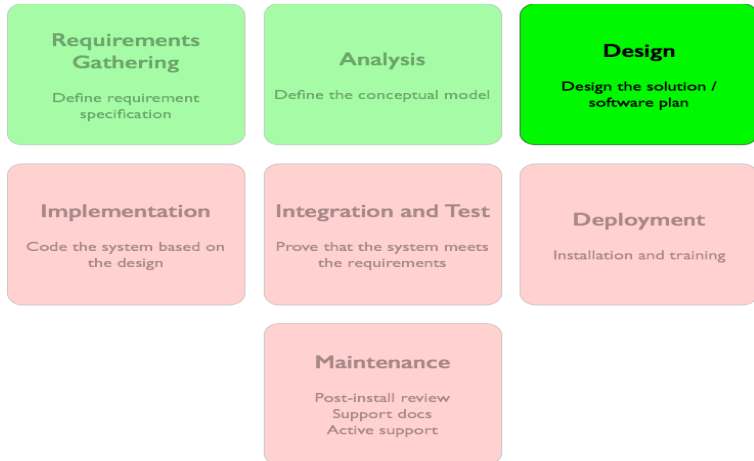 Requirements
Gathering
Define requirement
specification
Analysis
Define the conceptual model
Design
Design the solution /
software plan
Implementation
Code the system based on
the design
Integration and Test
Prove that the system meets
the requirements
Deployment
Installation and training
Maintenance
Post-install review
Support docs
Active support